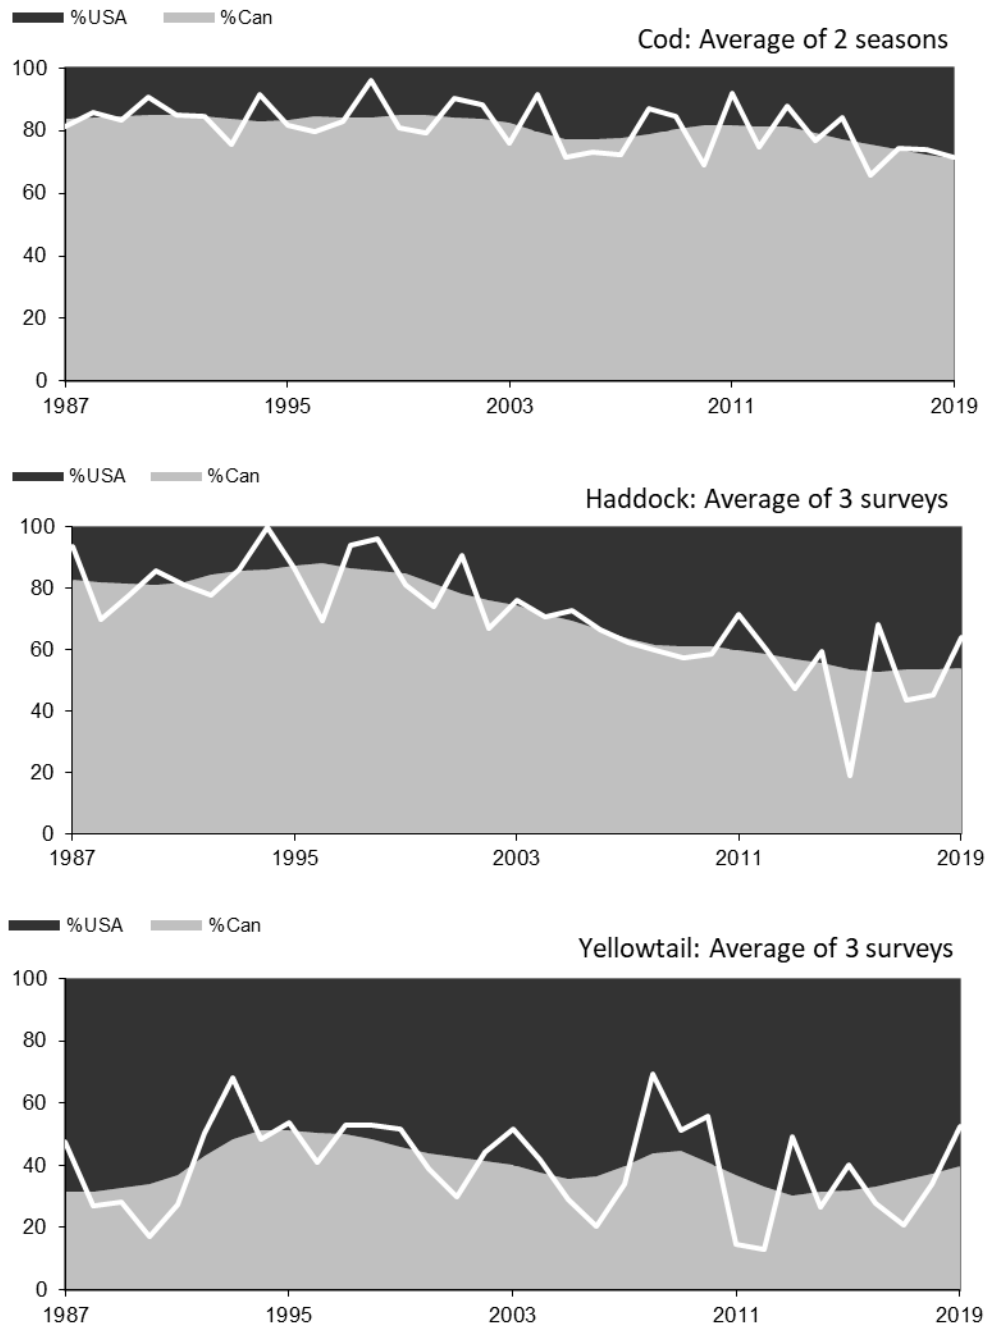 %USA %Can
Cod: Average of 2 seasons
100
80
60
40
20
0
1987 1995 2003 2011 2019
%USA %Can
Haddock: Average of 3 surveys
100
80
60
40
20
0
1987 1995 2003 2011 2019
%USA %Can
Yellowtail: Average of 3 surveys
100
80
60
40
20
0
1987 1995 2003 2011 2019